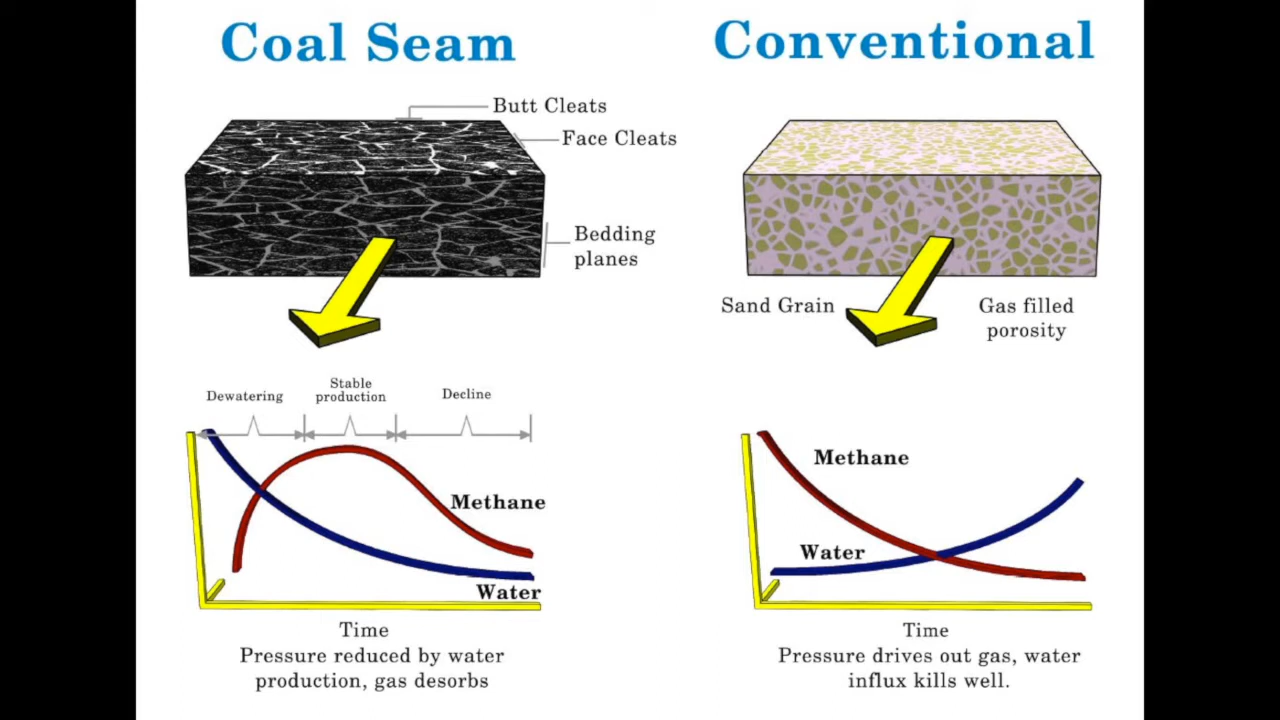 Coal Seam
Butt Cleats
Face Cleats
Bedding
planes
Dewatering
Stable
production
Decline
Methane
Water
Time
Pressure reduced by water
production, gas desorbs
Conventional
Sand Grain
Gas filled
porosity
Methane
Water
Time
Pressure drives out gas, water
influx kills well.